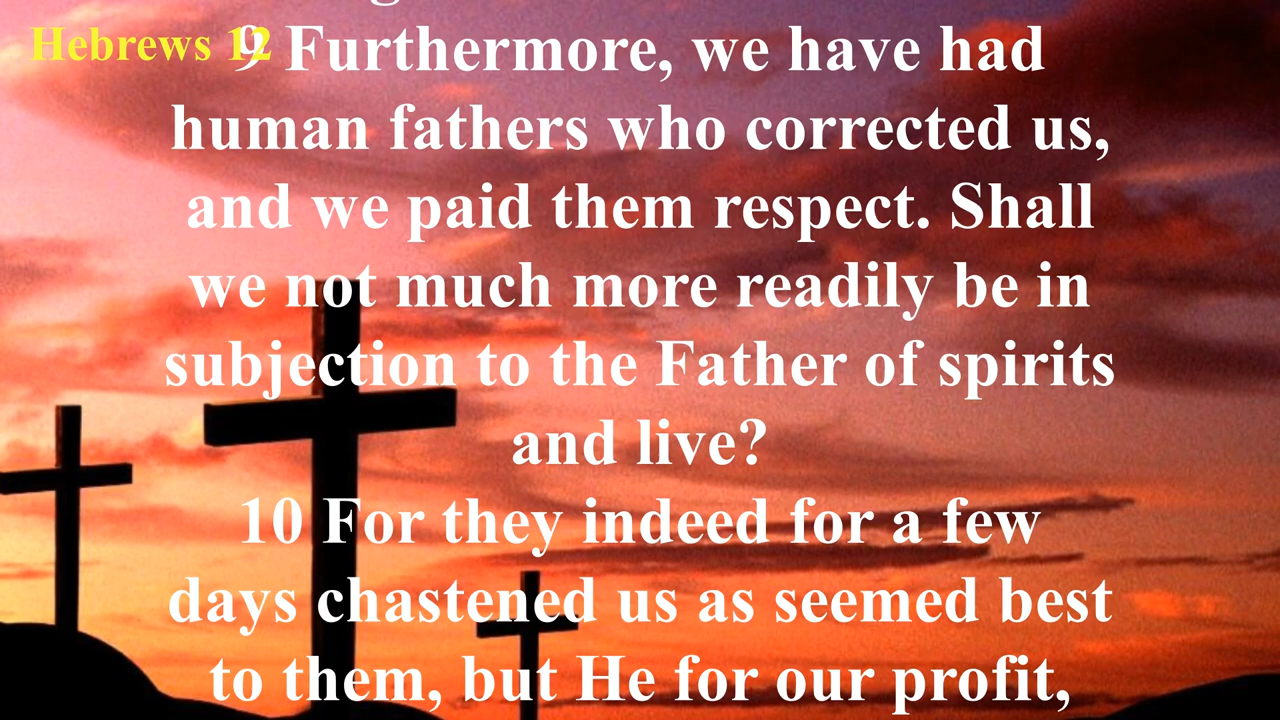 Hebrews 12
9 Furthermore, we have had
human fathers who corrected us,
and we paid them respect. Shall
we not much more readily be in
subjection to the Father of spirits
and live?
10 For they indeed for a few
days chastened us as seemed best
to them, but He for our profit,